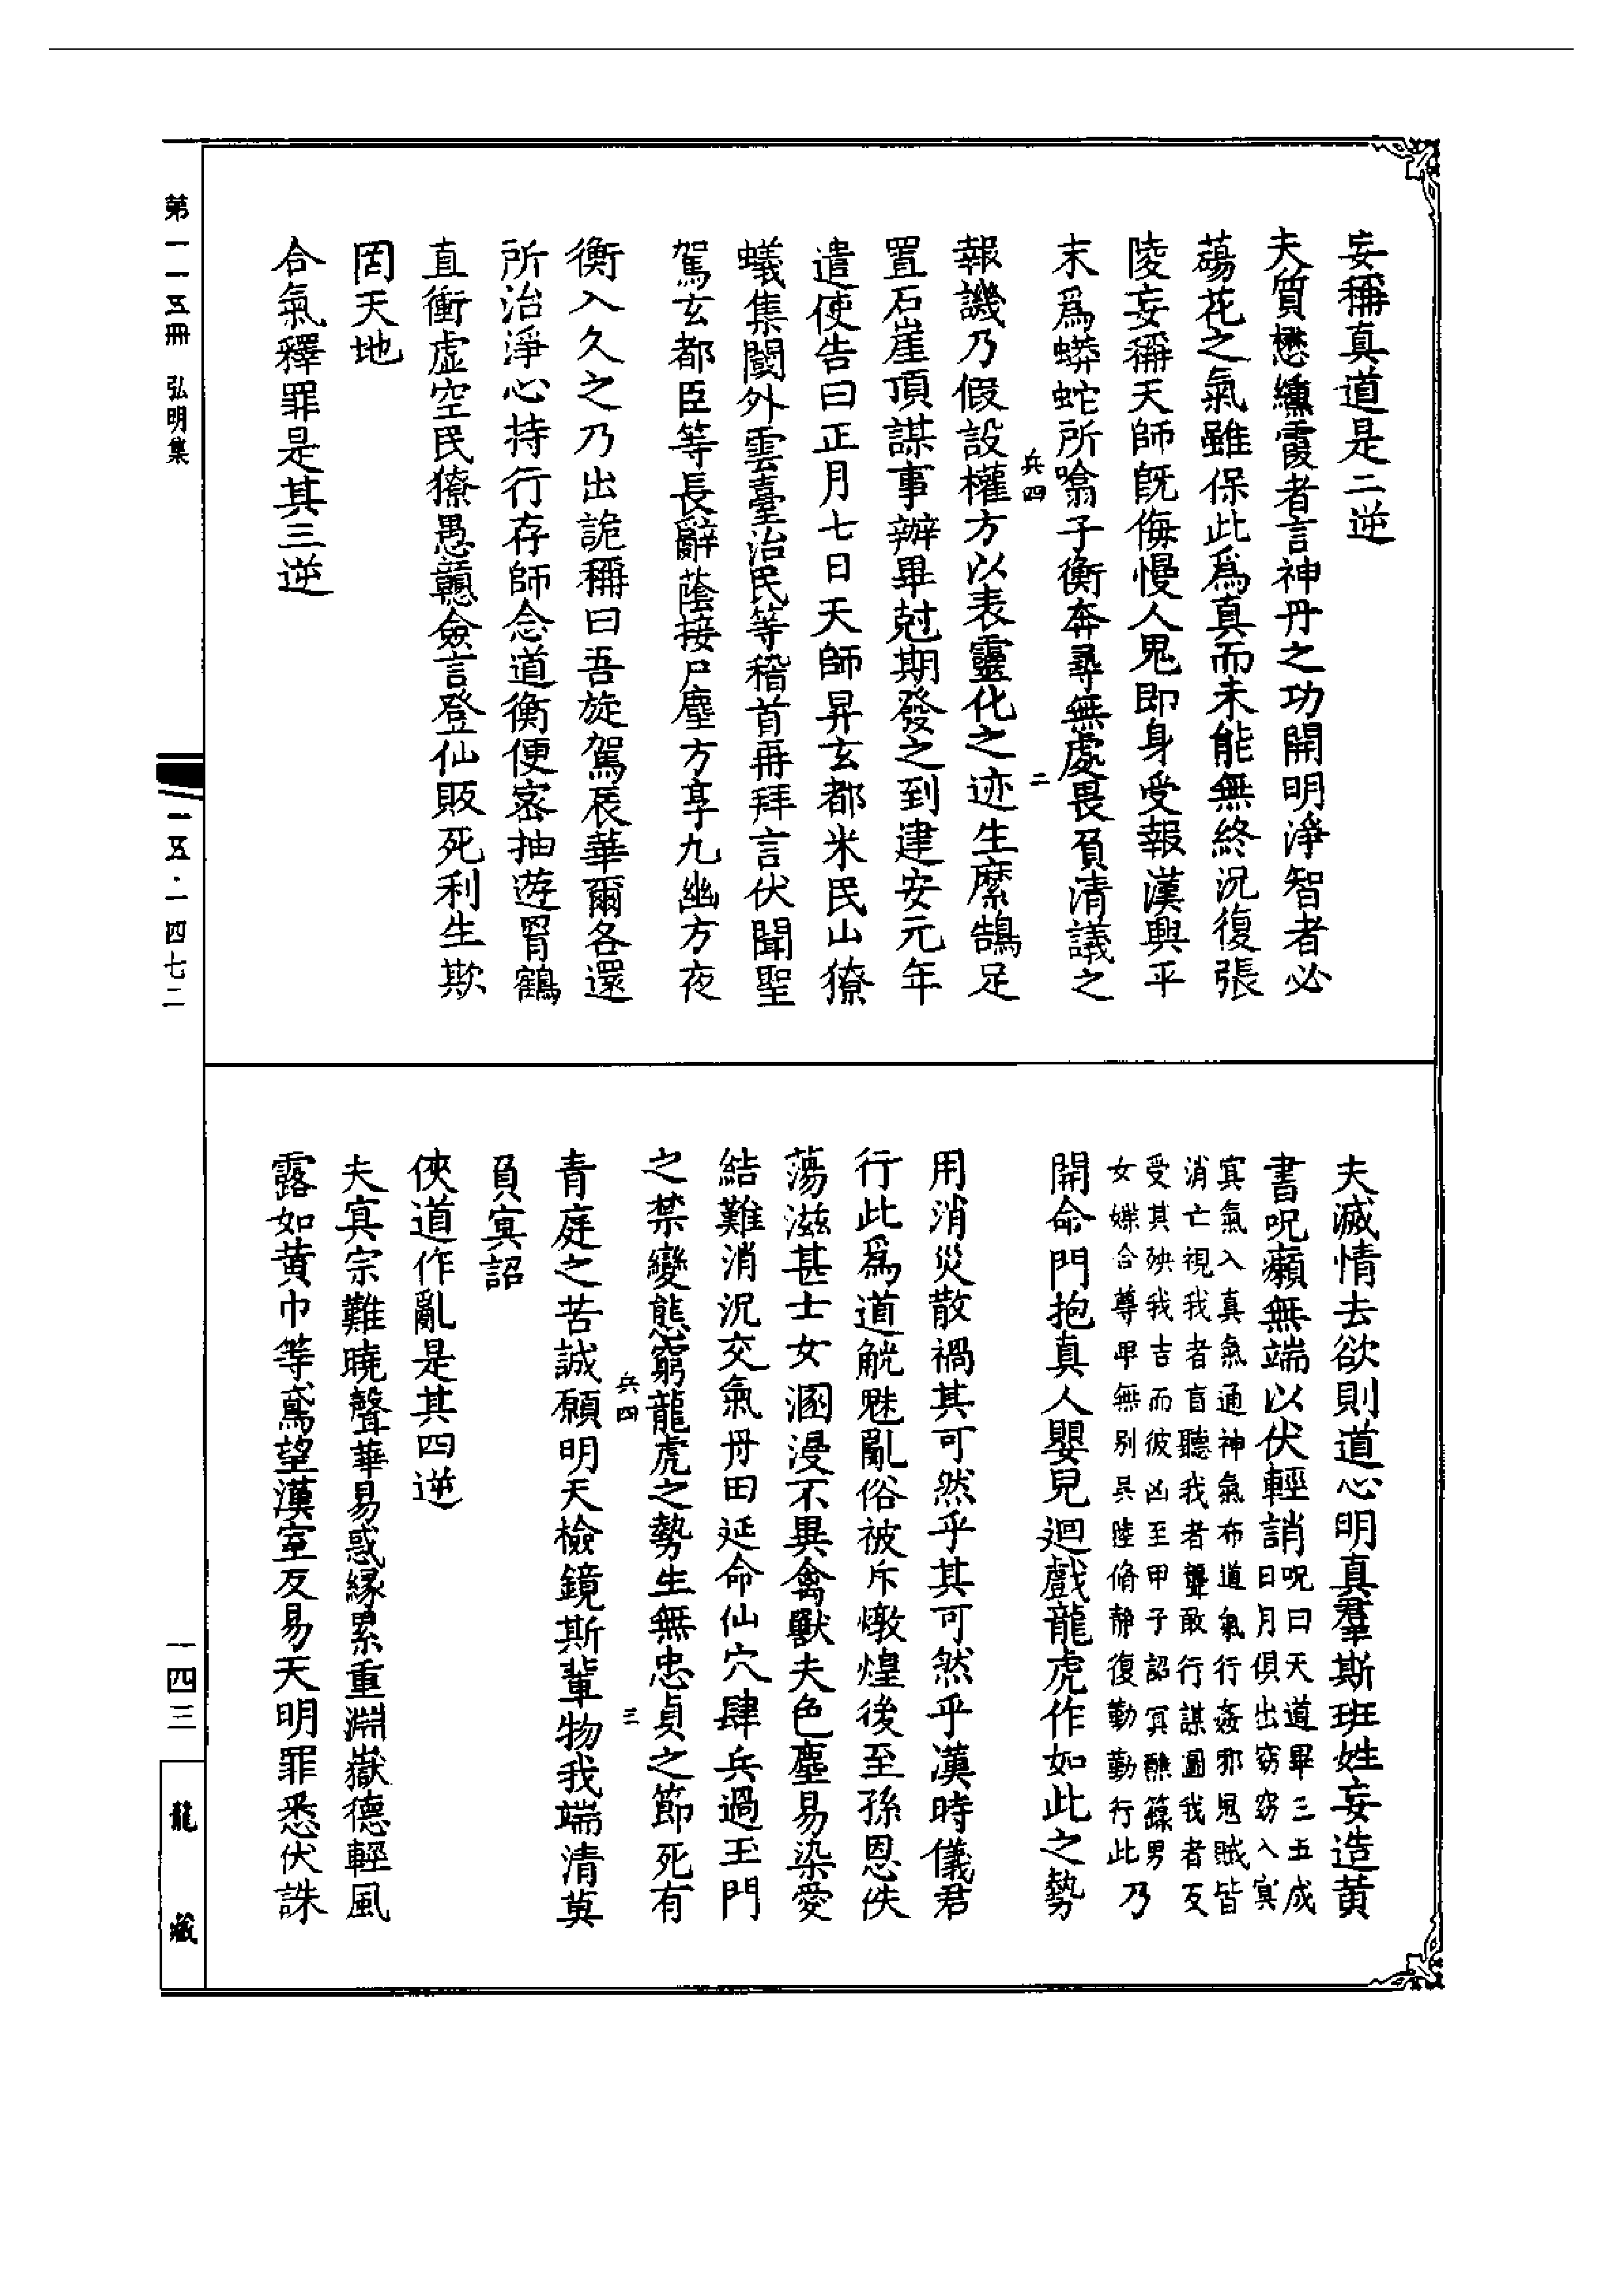 妄稱真道是二逆
夫質懋纁霞者言神丹之功開明淨智者必
蕩花之氣雖保此爲真而未能無終況復張
陵妄稱天師既侮慢人鬼即身受報漢興平
末爲蟒蛇所噏子衡奔尋無處畏負清議之
兵四　二
報譏乃假設權方以表靈化之迹生縻鵠足
置石崖頂謀事辦畢尅期發之到建安元年
遣使告曰正月七日天師昇玄都米民山獠
蟻集閾外雲臺治民等稽首再拜言伏聞聖
駕玄都臣等長辭蔭接尸塵方亨九幽方夜
衡入久之乃出詭稱曰吾旋駕辰華爾各還
所治淨心持行存師念道衡便密抽遊罥鶴
直衝虛空民獠愚戇僉言登仙販死利生欺
罔天地
合氣釋罪是其三逆
夫滅情去欲則道心明真羣斯班姓妄造黃
書呪癩無端以伏輕誚呪曰天道畢三五成
日月俱出窈窈入冥
冥氣入真氣通神氣布道氣行姦邪鬼賊皆
消亡視我者盲聽我者聾敢行謀圖我者反
受其殃我吉而彼凶至甲子詔冥醮籙男
女媟合尊卑無別吳陸脩靜復勤勤行此乃
開命門抱真人嬰兒迴戲龍虎作如此之勢
用消災散禍其可然乎其可然乎漢時儀君
行此爲道魷魅亂俗被斥燉煌後至孫恩佚
蕩滋甚士女溷漫不異禽獸夫色塵易染愛
結難消況交氣丹田延命仙穴肆兵過玉門
之禁變態窮龍虎之勢生無忠貞之節死有
兵四　三
青庭之苦誠願明天檢鏡斯輩物我端清莫
負冥詔
俠道作亂是其四逆
夫冥宗難曉聲華易惑緣累重淵嶽德輕風
露如黃巾等鳶望漢室反易天明罪悉伏誅
第一一五冊　弘明集
一五·一四七二
一四三
龍藏